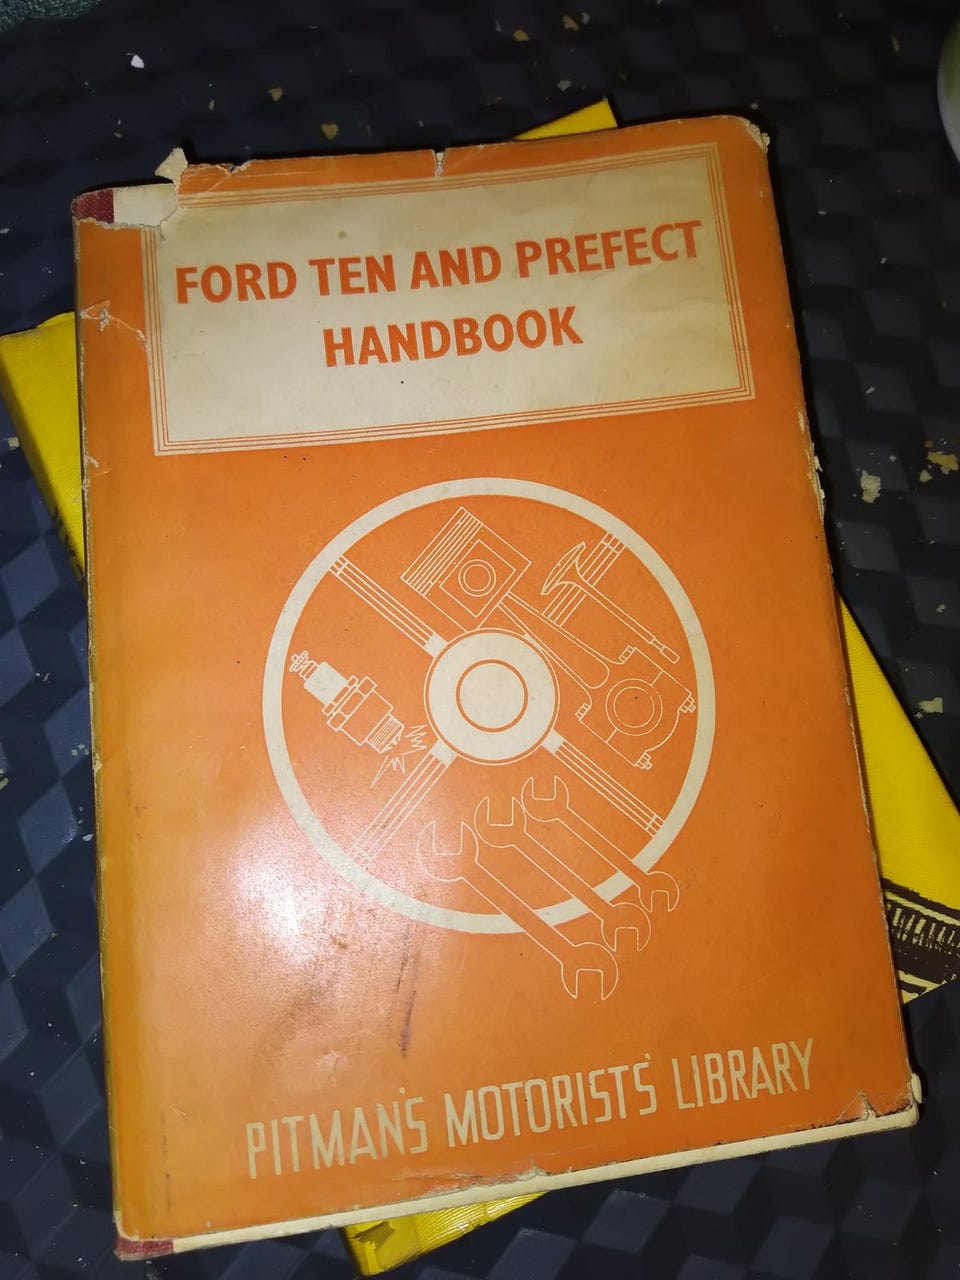 FORD TEN AND PREFECT
HANDBOOK
PITMAN'S MOTORISTS' LIBRARY